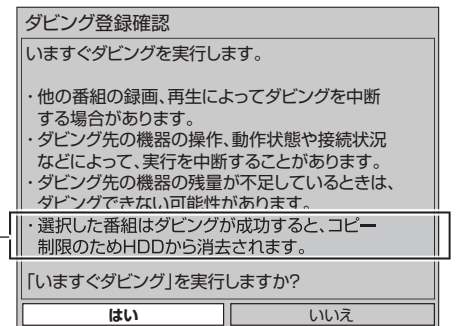 ダビング登録確認
いますぐダビングを実行します。
・他の番組の録画、再生によってダビングを中断
する場合があります。
・ダビング先の機器の操作、動作状態や接続状況
などによって、実行を中断することがあります。
・ダビング先の機器の残量が不足しているときは、
ダビングできない可能性があります。
・選択した番組はダビングが成功すると、コピー
制限のためHDDから消去されます。
「いますぐダビング」を実行しますか?
はい
いいえ